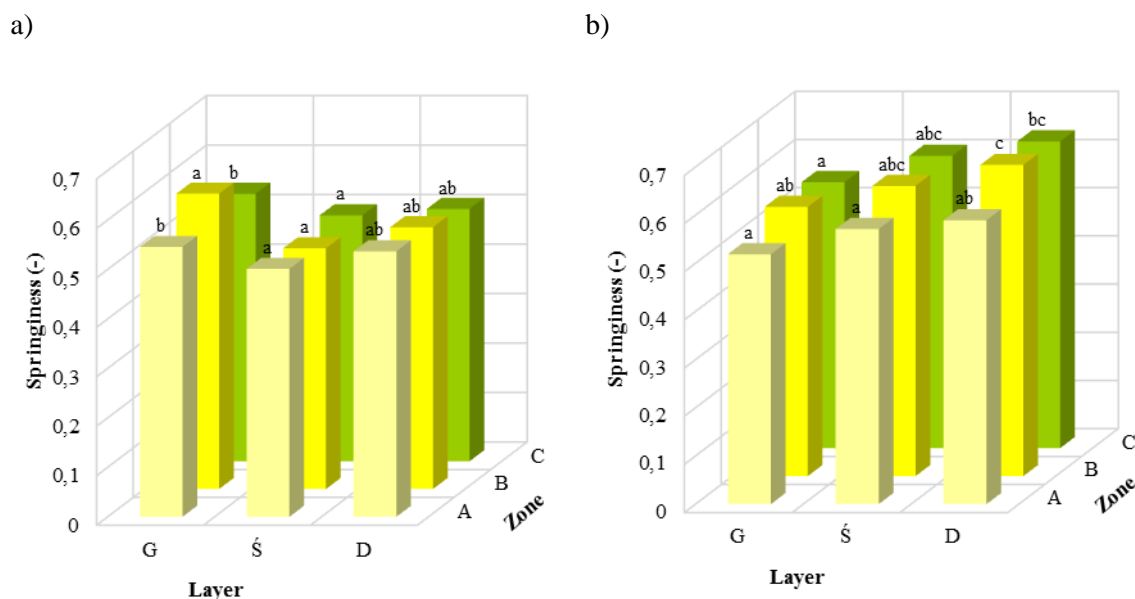 a)
b b
a
a a
a
ab
ab ab
0,7
0,6
0,5
0,4
0,3
0,2
0,1
0
Springiness (-)
G Ś D
Layer
A
B
C
Zone
b)
a
ab
a
a
abc
abc
ab
c
bc
0,7
0,6
0,5
0,4
0,3
0,2
0,1
0
Springiness (-)
G Ś D
Layer
A
B
C
Zone